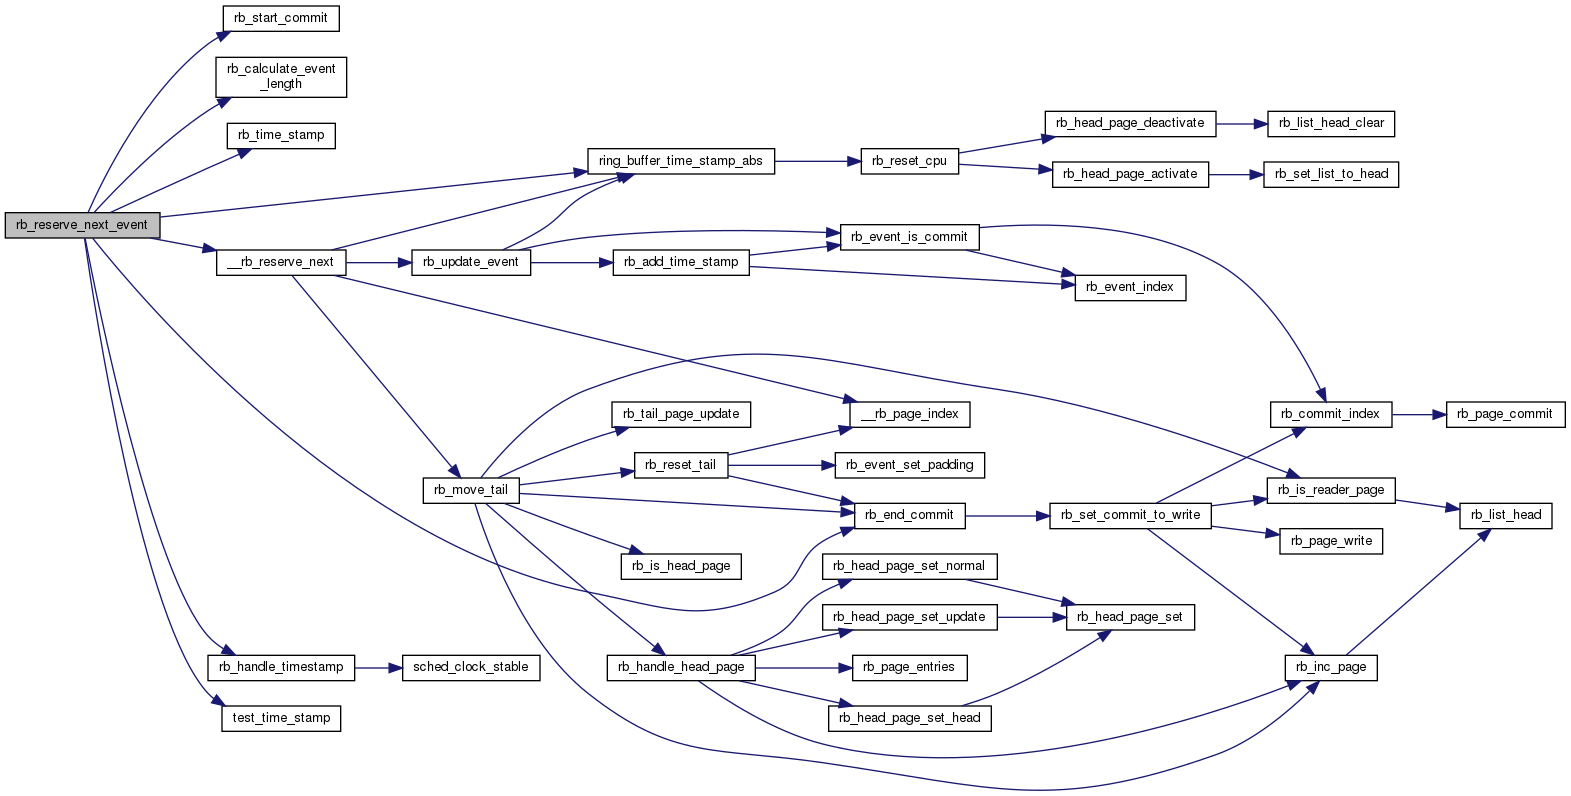 rb_start_commit
rb_calculate_event
_length
rb_time_stamp
rb_head_page_deactivate
rb_list_head_clear
ring_buffer_time_stamp_abs
rb_reset_cpu
rb_head_page_activate
rb_set_list_to_head
rb_reserve_next_event
rb_event_is_commit
__rb_reserve_next
rb_update_event
rb_add_time_stamp
rb_event_index
rb_tail_page_update
__rb_page_index
rb_commit_index
rb_page_commit
rb_reset_tail
rb_event_set_padding
rb_move_tail
rb_is_reader_page
rb_end_commit
rb_set_commit_to_write
rb_list_head
rb_page_write
rb_is_head_page
rb_head_page_set_normal
rb_head_page_set_update
rb_head_page_set
rb_handle_timestamp
sched_clock_stable
rb_handle_head_page
rb_page_entries
rb_inc_page
test_time_stamp
rb_head_page_set_head